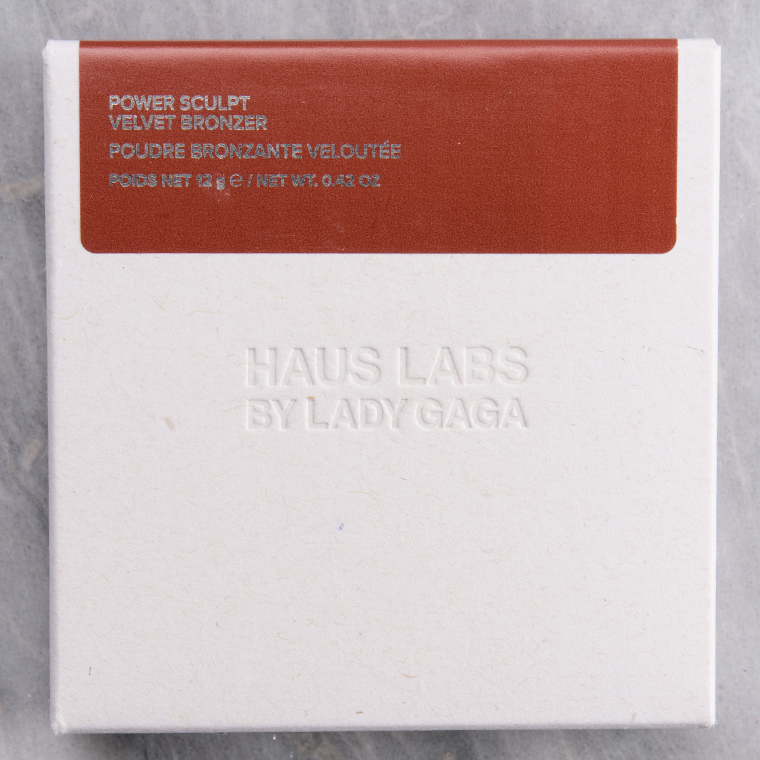 POWER SCULPT
VELVET BRONZER
POUDRE BRONZANTE VELOUTÉE
POIDS NET 12 g ℮ / NET WT. 0.42 OZ
HAUS LABS
BY LADY GAGA